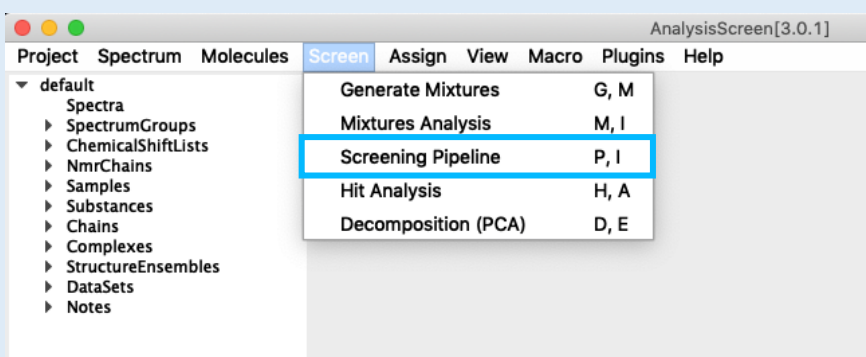 AnalysisScreen[3.0.1]
Project Spectrum Molecules Screen Assign View Macro Plugins Help
default
Spectra
SpectrumGroups
ChemicalShiftLists
NmrChains
Samples
Substances
Chains
Complexes
StructureEnsembles
DataSets
Notes
Generate Mixtures G, M
Mixtures Analysis M, I
Screening Pipeline P, I
Hit Analysis H, A
Decomposition (PCA) D, E